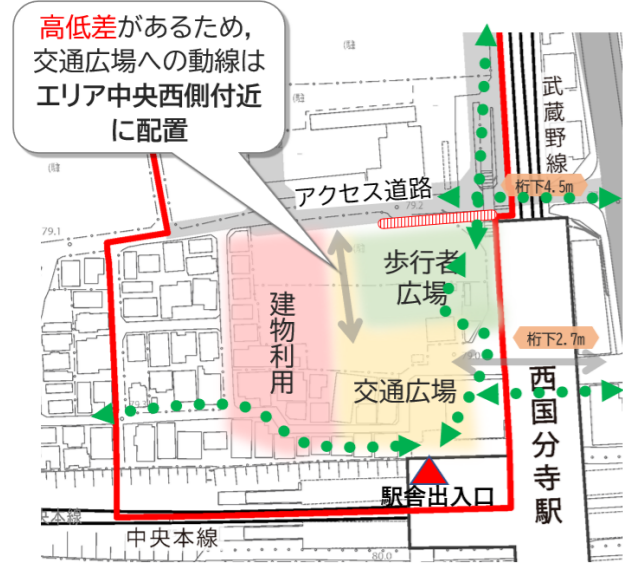 高低差があるため,
交通広場への動線は
エリア中央西側付近
に配置
武蔵野線
アクセス道路
79.2
桁下4.5m
79.1
歩行者
広場
建物利用
桁下2.7m
交通広場
西国分寺駅
駅舎出入口
央本線
中央本線
80.0